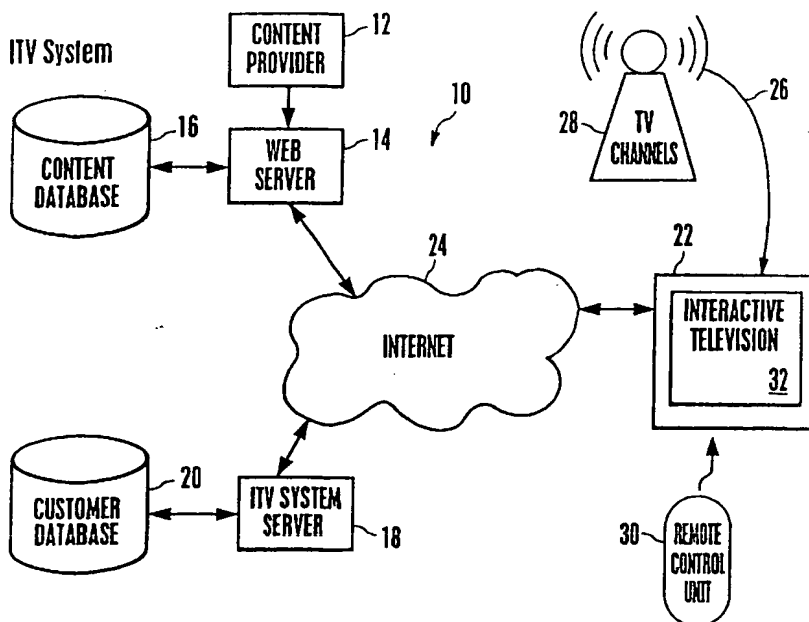 ITV System
CONTENT
PROVIDER
12
10
16
CONTENT
DATABASE
WEB
SERVER
14
28
TV
CHANNELS
26
24
INTERNET
22
INTERACTIVE
TELEVISION
32
20
CUSTOMER
DATABASE
ITV SYSTEM
SERVER
18
30
REMOTE
CONTROL
UNIT